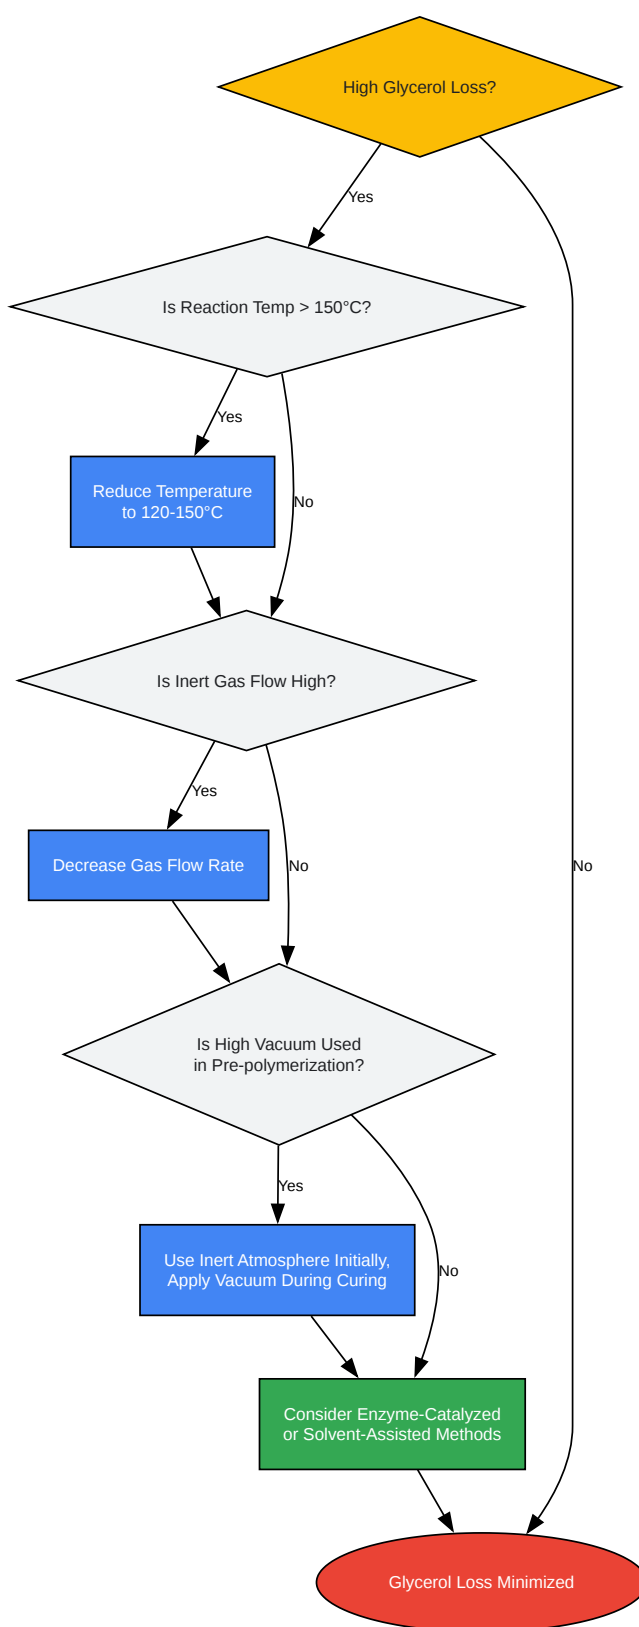 High Glycerol Loss?
Yes
Is Reaction Temp > 150°C?
Yes
Reduce Temperature
to 120-150°C
No
Is Inert Gas Flow High?
Yes
Decrease Gas Flow Rate
No
No
Is High Vacuum Used
in Pre-polymerization?
Yes
Use Inert Atmosphere Initially,
Apply Vacuum During Curing
No
Consider Enzyme-Catalyzed
or Solvent-Assisted Methods
Glycerol Loss Minimized